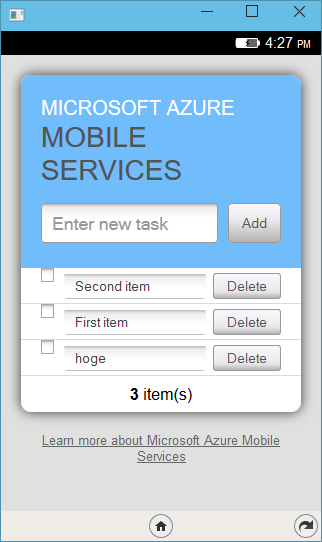 4:27 PM
MICROSOFT AZURE
MOBILE
SERVICES
Enter new task
Add
Second item
Delete
First item
Delete
hoge
Delete
3 item(s)
Learn more about Microsoft Azure Mobile
Services